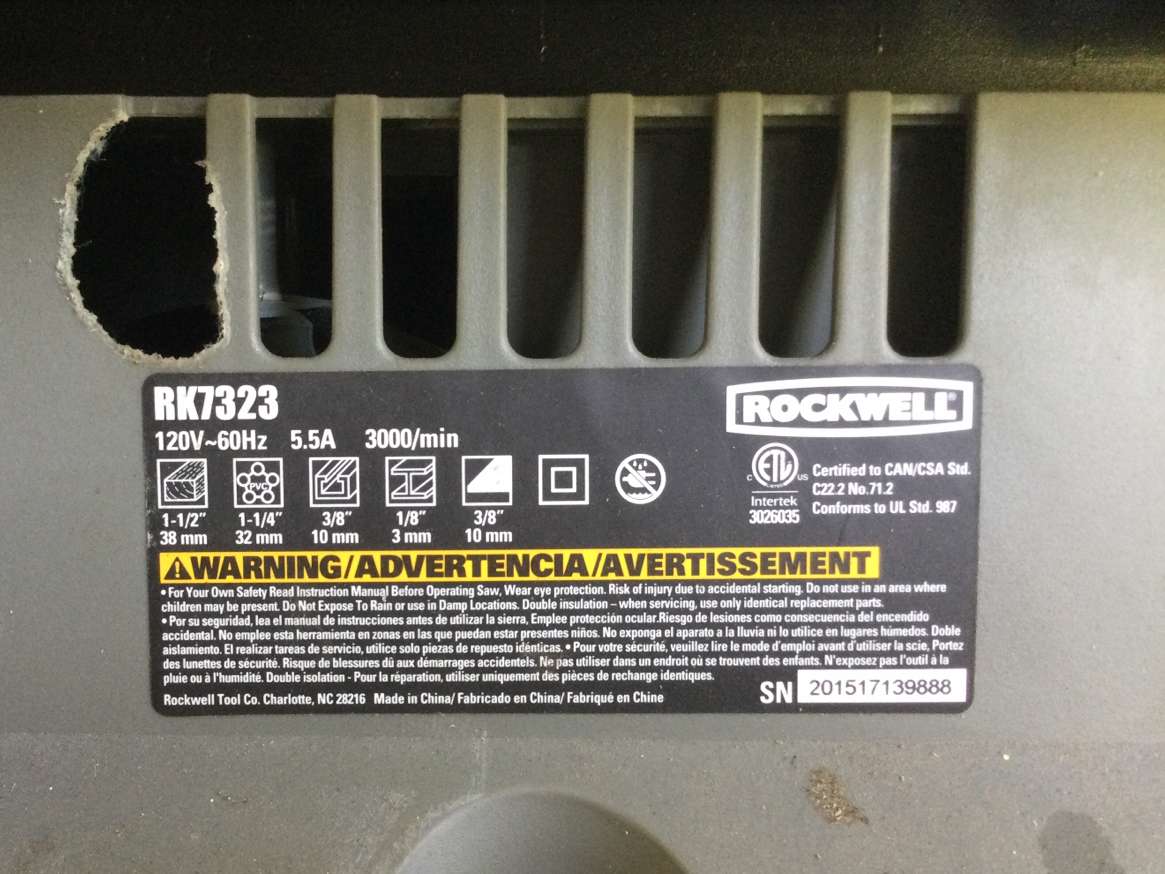 RK7323
ROCKWELL
120V~60Hz 5.5A 3000/min
PVC
1-1/2" 1-1/4" 3/8" 1/8" 3/8"
38 mm 32 mm 10 mm 3 mm 10 mm
C ETL US
Intertek
3026035
Certified to CAN/CSA Std.
C22.2 No.71.2
Conforms to UL Std. 987
WARNING/ADVERTENCIA/AVERTISSEMENT
• For Your Own Safety Read Instruction Manual Before Operating Saw, Wear eye protection. Risk of injury due to accidental starting. Do not use in an area where
children may be present. Do Not Expose To Rain or use in Damp Locations. Double insulation – when servicing, use only identical replacement parts.
• Por su seguridad, lea el manual de instrucciones antes de utilizar la sierra, Emplee protección ocular.Riesgo de lesiones como consecuencia del encendido
accidental. No emplee esta herramienta en zonas en las que puedan estar presentes niños. No exponga el aparato a la lluvia ni lo utilice en lugares húmedos. Doble
aislamiento. El realizar tareas de servicio, utilice solo piezas de repuesto idénticas. • Pour votre sécurité, veuillez lire le mode d'emploi avant d'utiliser la scie, Portez
des lunettes de sécurité. Risque de blessures dû aux démarrages accidentels. Ne pas utiliser dans un endroit où se trouvent des enfants. N'exposez pas l'outil à la
pluie ou à l'humidité. Double isolation - Pour la réparation, utiliser uniquement des pièces de rechange identiques.
Rockwell Tool Co. Charlotte, NC 28216 Made in China/ Fabricado en China/ Fabriqué en Chine
SN 201517139888